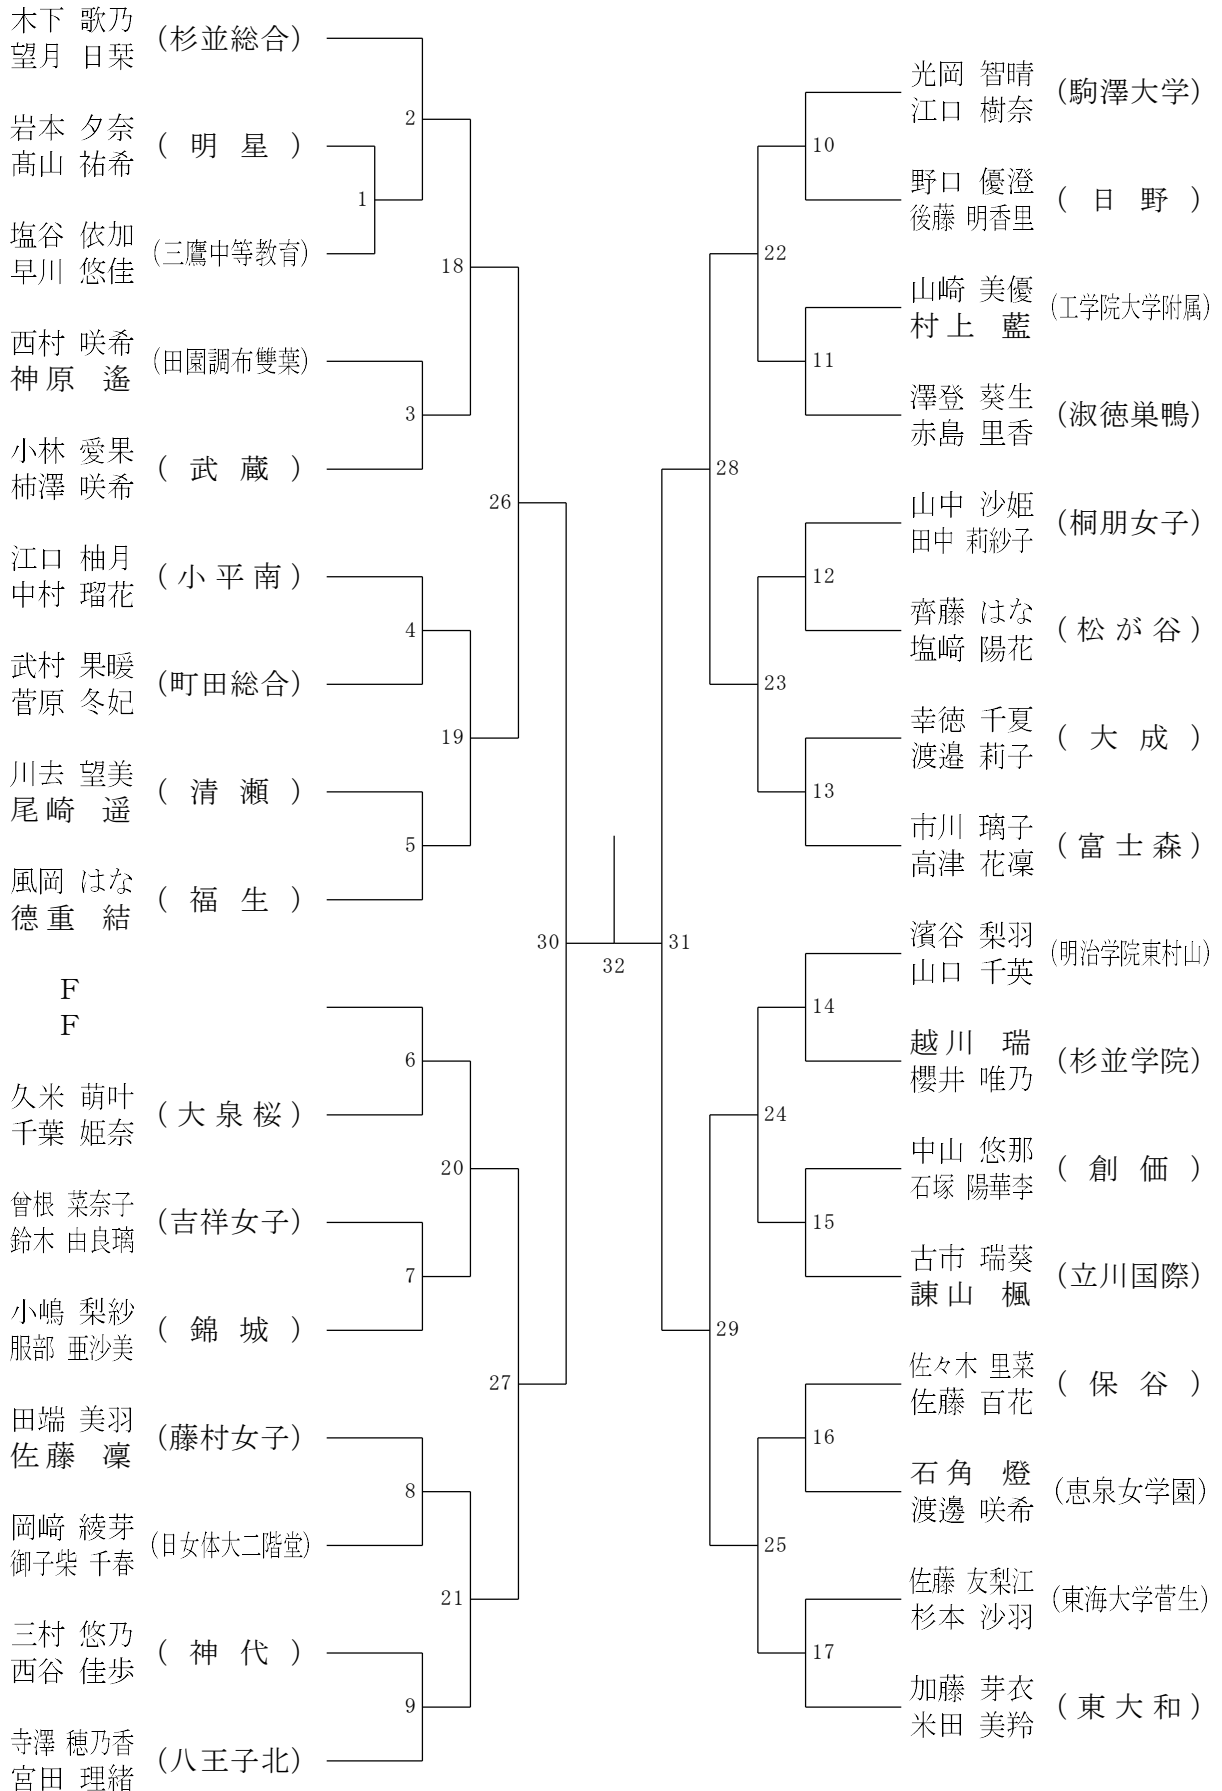 木下 歌乃
望月 日栞
(杉並総合)
岩本 夕奈
髙山 祐希
( 明 星 )
塩谷 依加
早川 悠佳
(三鷹中等教育)
西村 咲希
神原 遙
(田園調布雙葉)
小林 愛果
柿澤 咲希
( 武 蔵 )
江口 柚月
中村 瑠花
( 小 平 南 )
武村 果暖
菅原 冬妃
(町田総合)
川去 望美
尾崎 遥
( 清 瀬 )
風岡 はな
德重 結
( 福 生 )
F
F
久米 萌叶
千葉 姫奈
( 大 泉 桜 )
曾根 菜奈子
鈴木 由良璃
(吉祥女子)
小嶋 梨紗
服部 亜沙美
( 錦 城 )
田端 美羽
佐藤 凜
(藤村女子)
岡﨑 綾芽
御子柴 千春
(日女体大二階堂)
三村 悠乃
西谷 佳歩
( 神 代 )
寺澤 穂乃香
宮田 理緒
(八王子北)
1
2
3
4
5
6
7
8
9
18
19
20
21
26
27
30
32
31
28
29
22
23
24
25
10
11
12
13
14
15
16
17
光岡 智晴
江口 樹奈
(駒澤大学)
野口 優澄
後藤 明香里
( 日 野 )
山崎 美優
村上 藍
(工学院大学附属)
澤登 葵生
赤島 里香
(淑徳巣鴨)
山中 沙姫
田中 莉紗子
(桐朋女子)
齊藤 はな
塩﨑 陽花
( 松 が 谷 )
幸徳 千夏
渡邉 莉子
( 大 成 )
市川 璃子
高津 花凜
( 富 士 森 )
濱谷 梨羽
山口 千英
(明治学院東村山)
越川 瑞
櫻井 唯乃
(杉並学院)
中山 悠那
石塚 陽華李
( 創 価 )
古市 瑞葵
諌山 楓
(立川国際)
佐々木 里菜
佐藤 百花
( 保 谷 )
石角 燈
渡邊 咲希
(恵泉女学園)
佐藤 友梨江
杉本 沙羽
(東海大学菅生)
加藤 芽衣
米田 美羚
( 東 大 和 )